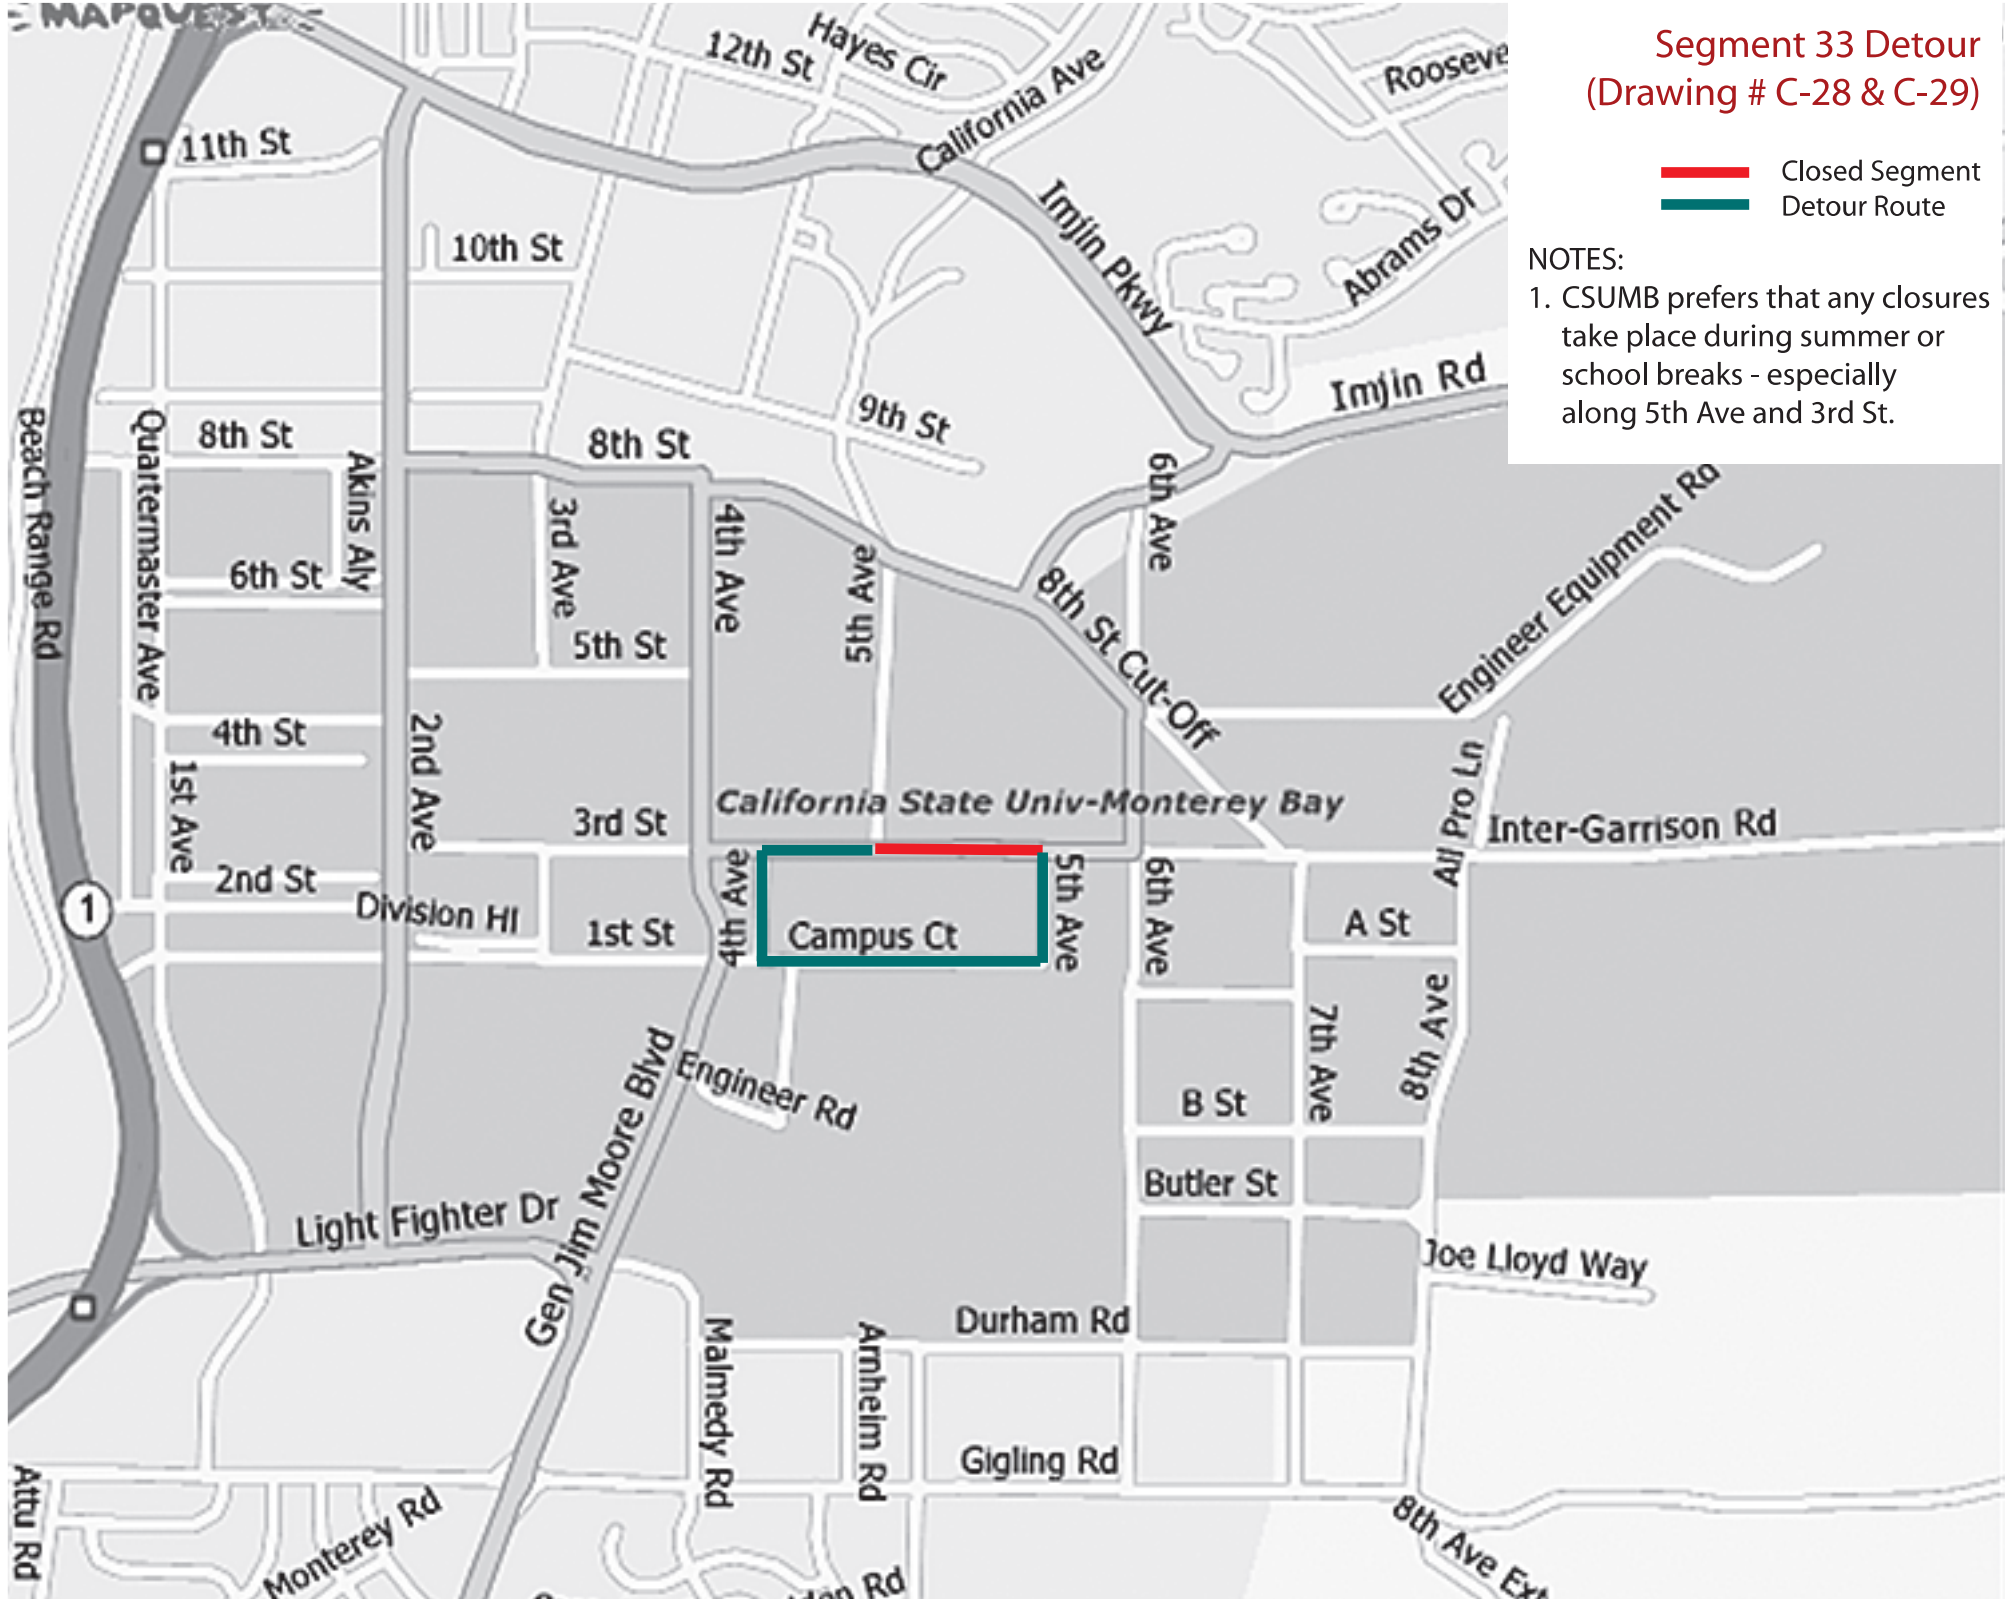 MAPQUEST
Segment 33 Detour
(Drawing # C-28 & C-29)
Closed Segment
Detour Route
NOTES:
1. CSUMB prefers that any closures
take place during summer or
school breaks - especially
along 5th Ave and 3rd St.
Hayes Cir
12th St
California Ave
11th St
10th St
Imjin Pkwy
Abrams Dr
Imjin Rd
9th St
8th St
8th St
Beach Range Rd
Quartermaster Ave
Akins Aly
3rd Ave
4th Ave
5th Ave
6th Ave
6th St
5th St
8th St Cut-Off
Engineer Equipment Rd
4th St
2nd Ave
1st Ave
3rd St
California State Univ-Monterey Bay
All Pro Ln
Inter-Garrison Rd
2nd St
1
Division Hl
1st St
4th Ave
Campus Ct
5th Ave
6th Ave
A St
7th Ave
8th Ave
Engineer Rd
B St
Butler St
Gen Jim Moore Blvd
Light Fighter Dr
Joe Lloyd Way
Durham Rd
Malmedy Rd
Arnheim Rd
Gigling Rd
Attu Rd
Monterey Rd
Rd
8th Ave Ext